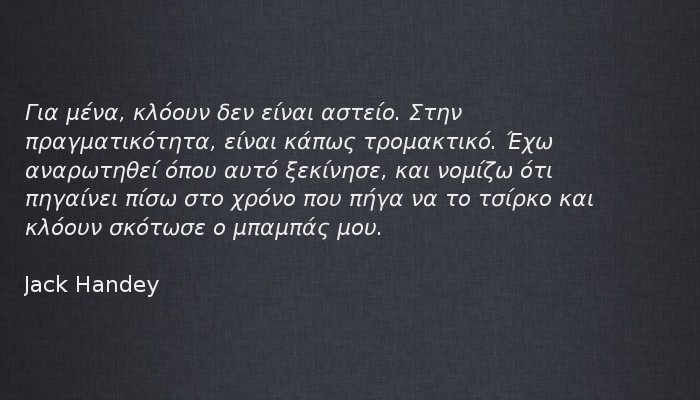 Για μένα, κλόουν δεν είναι αστείο. Στην
πραγματικότητα, είναι κάπως τρομακτικό. Έχω
αναρωτηθεί όπου αυτό ξεκίνησε, και νομίζω ότι
πηγαίνει πίσω στο χρόνο που πήγα να το τσίρκο και
κλόουν σκότωσε ο μπαμπάς μου.
Jack Handey